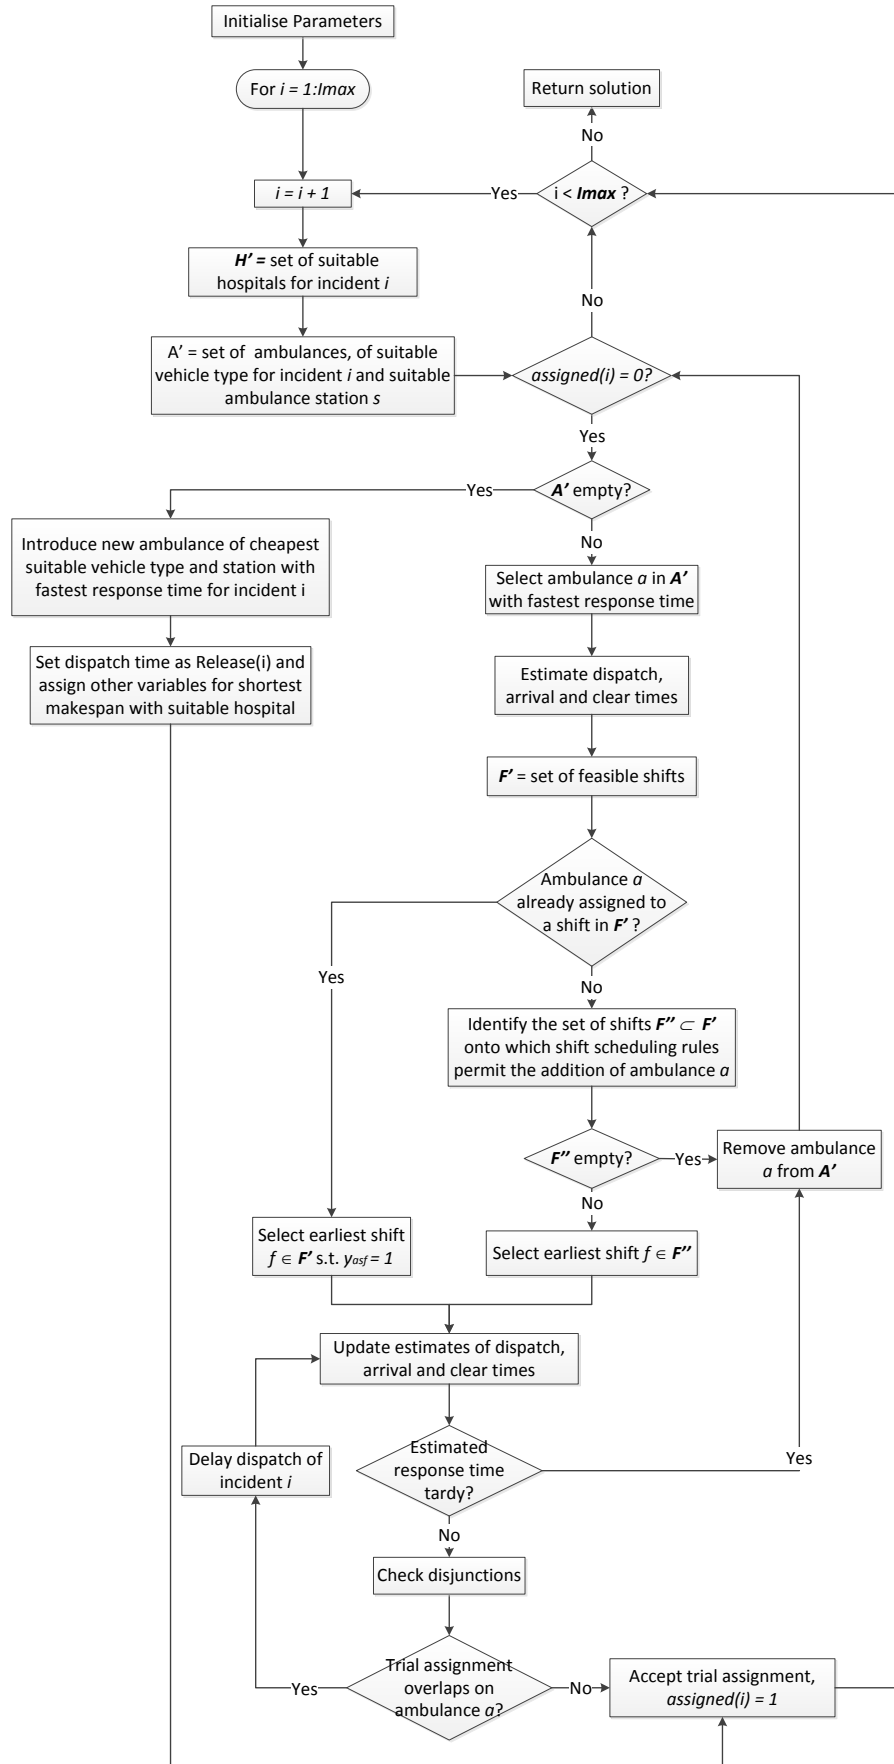 Initialise Parameters
For i = 1:Imax
Return solution
No
i = i + 1
Yes
i < Imax ?
H’ = set of suitable
hospitals for incident i
No
A’ = set of ambulances, of suitable
vehicle type for incident i and suitable
ambulance station s
assigned(i) = 0?
Yes
Yes
A’ empty?
No
Introduce new ambulance of cheapest
suitable vehicle type and station with
fastest response time for incident i
Select ambulance a in A’
with fastest response time
Set dispatch time as Release(i) and
assign other variables for shortest
makespan with suitable hospital
Estimate dispatch,
arrival and clear times
F’ = set of feasible shifts
Ambulance a
already assigned to
a shift in F’ ?
Yes
No
Identify the set of shifts F’’ ⊂ F’
onto which shift scheduling rules
permit the addition of ambulance a
F’’ empty?
Yes
Remove ambulance
a from A’
No
Select earliest shift
f ∈ F’ s.t. yasf = 1
Select earliest shift f ∈ F’’
Update estimates of dispatch,
arrival and clear times
Delay dispatch of
incident i
Estimated
response time
tardy?
Yes
No
Check disjunctions
Trial assignment
overlaps on
ambulance a?
Yes
No
Accept trial assignment,
assigned(i) = 1